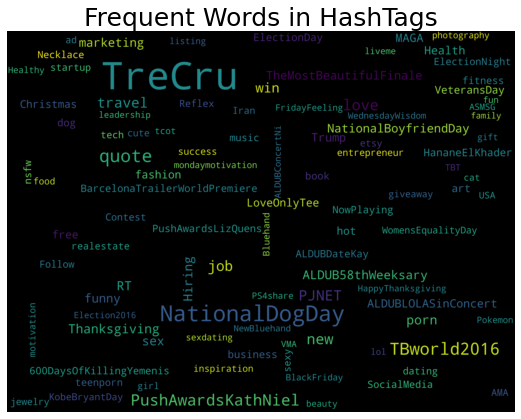 Frequent Words in HashTags
ad
marketing
listing
ElectionDay
MAGA
photography
Necklace
liveme
Health
ElectionNight
Healthy
startup
TreCru
TheMostBeautifulFinale
fitness
win
VeteransDay
fun
Christmas
travel
Reflex
Iran
FridayFeeling
love
ASMSG
leadership
WednesdayWisdom
family
dog
tech
cute
tcot
music
Trump
NationalBoyfriendDay
etsy
gift
quote
success
entrepreneur
HananeElKhader
mondaymotivation
nsfw
food
fashion
ALDUBConcertNi
book
TBT
cat
BarcelonaTrailerWorldPremiere
giveaway
art
USA
LoveOnlyTee
Contest
NowPlaying
free
PushAwardsLizQuens
Bluehand
hot
WomensEqualityDay
realestate
ALDUBDateKay
Follow
Hiring
job
ALDUB58thWeeksary
RT
PS4share
HappyThanksgiving
funny
PJNET
ALDUBLOLASinConcert
Election2016
NationalDogDay
motivation
Thanksgiving
NewBluehand
new
porn
Pokemon
sex
sexdating
VMA
TBworld2016
business
sexy
lol
600DaysOfKillingYemenis
inspiration
dating
teenporn
girl
BlackFriday
SocialMedia
KobeBryantDay
AMA
jewelry
PushAwardsKathNiel
beauty